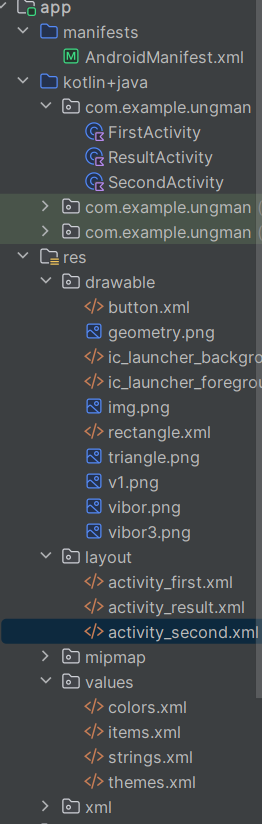 app
manifests
AndroidManifest.xml
kotlin+java
com.example.ungman
FirstActivity
ResultActivity
SecondActivity
com.example.ungman (
com.example.ungman (
res
drawable
button.xml
geometry.png
ic_launcher_backgro
ic_launcher_foregrou
img.png
rectangle.xml
triangle.png
v1.png
vibor.png
vibor3.png
layout
activity_first.xml
activity_result.xml
activity_second.xml
mipmap
values
colors.xml
items.xml
strings.xml
themes.xml
xml